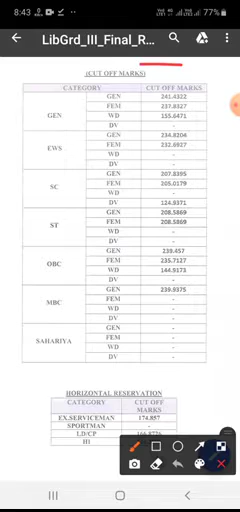 8:43 77%
LibGrd_III_Final_R...
(CUT OFF MARKS)
CATEGORY CUT OFF MARKS
GEN GEN 241.4322
FEM 237.8327
WD 155.6471
DV -
EWS GEN 234.8204
FEM 232.6927
WD -
DV -
SC GEN 207.8395
FEM 205.0179
WD -
DV 124.9371
ST GEN 208.5869
FEM 208.5869
WD -
DV -
OBC GEN 239.457
FEM 235.7127
WD 144.9173
DV -
MBC GEN 239.9375
FEM -
WD -
DV -
SAHARIYA GEN -
FEM -
WD -
DV -
HORIZONTAL RESERVATION
CATEGORY CUT OFF MARKS
EX.SERVICEMAN 174.857
SPORTMAN -
LD/CP
HI